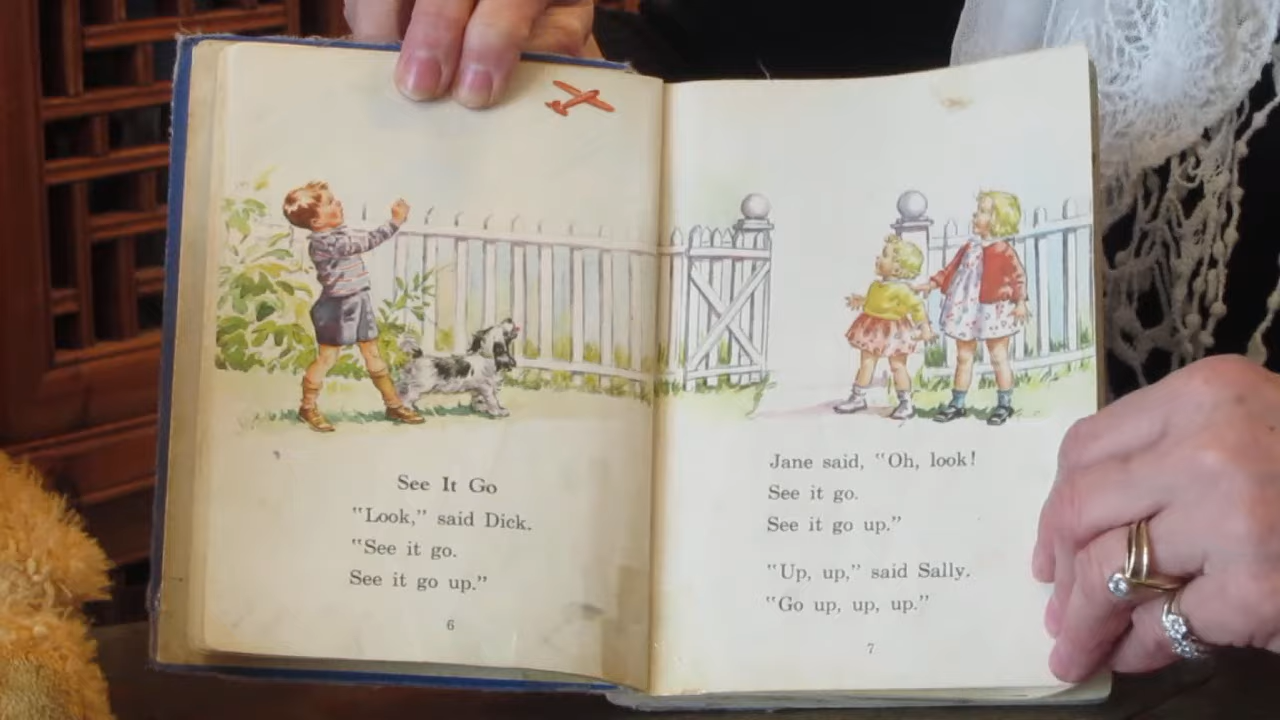 See It Go
"Look," said Dick.
"See it go.
See it go up."
6
Jane said, "Oh, look!
See it go.
See it go up."
"Up, up," said Sally.
"Go up, up, up."
7